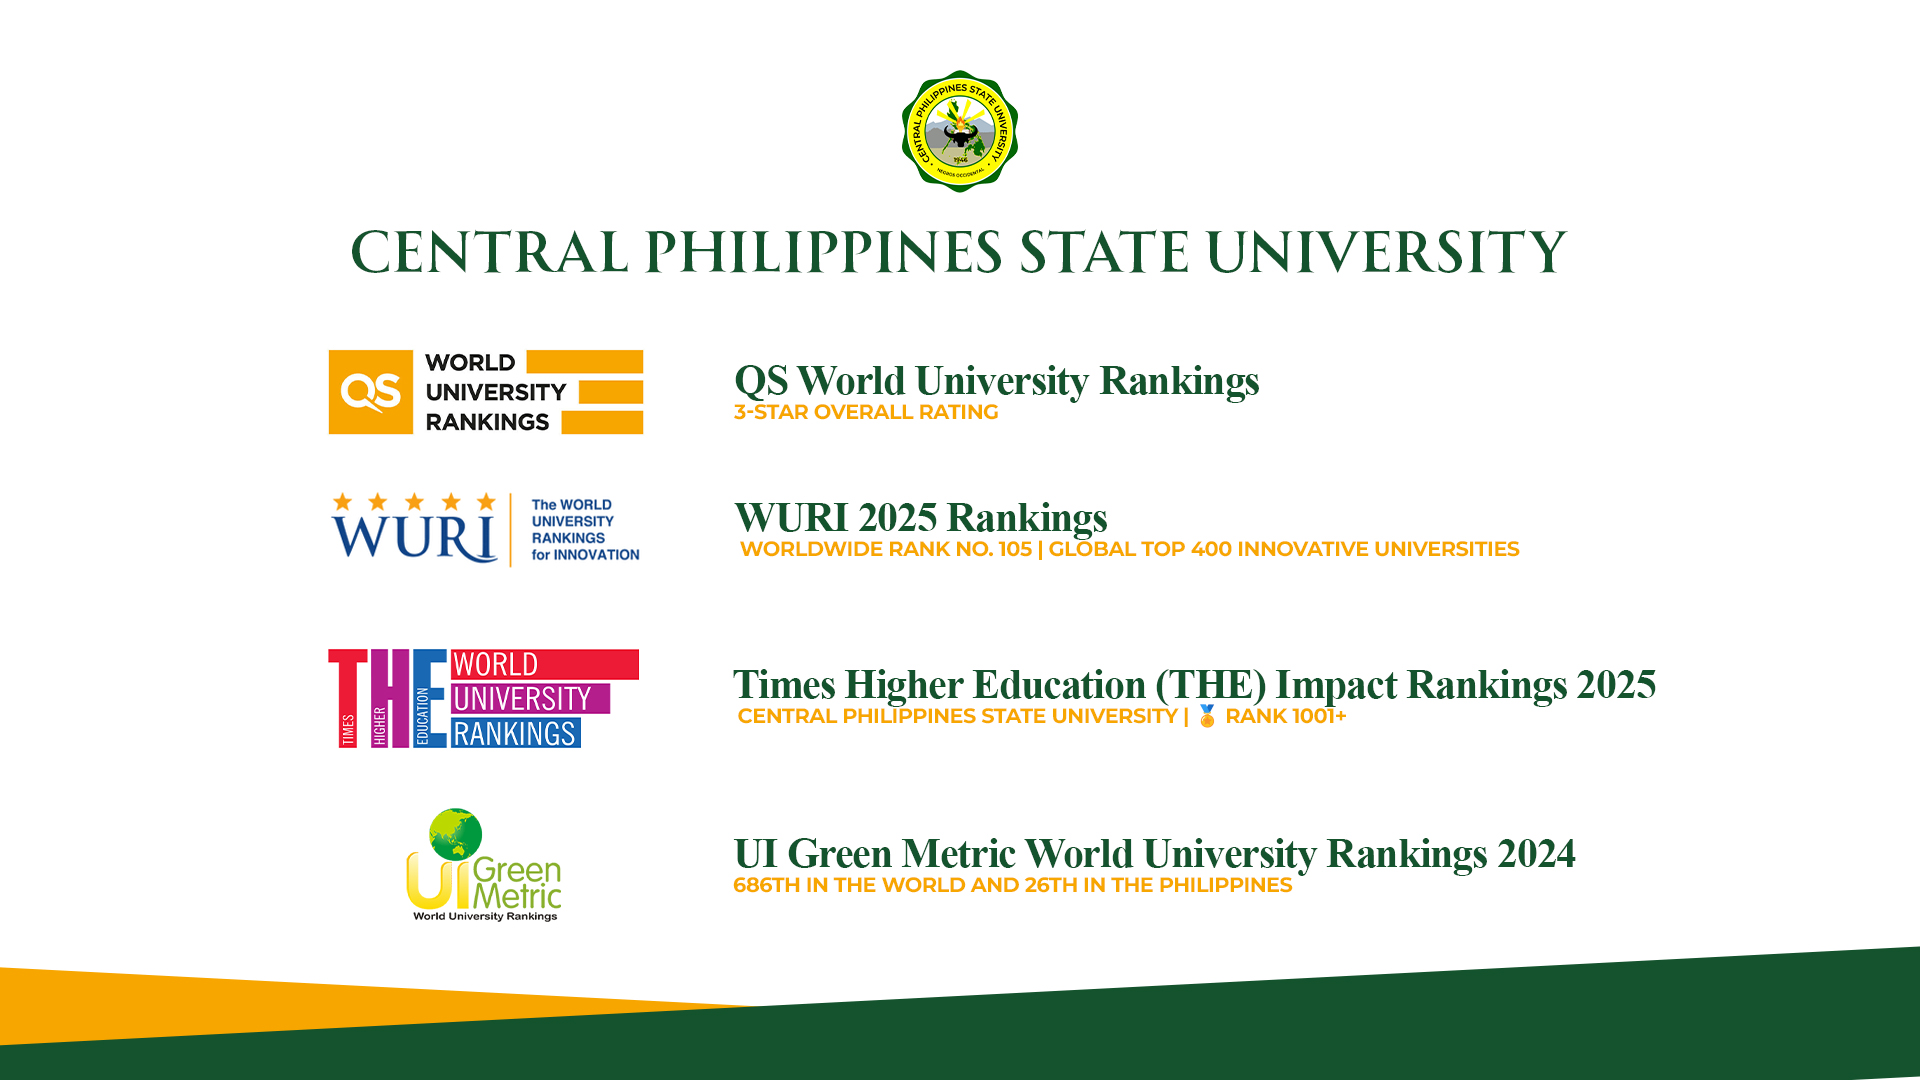 CENTRAL PHILIPPINES STATE UNIVERSITY
1946
NEGROS OCCIDENTAL
CENTRAL PHILIPPINES STATE UNIVERSITY
QS
WORLD
UNIVERSITY
RANKINGS
QS World University Rankings
3-STAR OVERALL RATING
WURI
The WORLD
UNIVERSITY
RANKINGS
for INNOVATION
WURI 2025 Rankings
WORLDWIDE RANK NO. 105 | GLOBAL TOP 400 INNOVATIVE UNIVERSITIES
THE
TIMES
HIGHER
EDUCATION
WORLD
UNIVERSITY
RANKINGS
Times Higher Education (THE) Impact Rankings 2025
CENTRAL PHILIPPINES STATE UNIVERSITY | 🏅 RANK 1001+
UI
Green
Metric
World University Rankings
UI Green Metric World University Rankings 2024
686TH IN THE WORLD AND 26TH IN THE PHILIPPINES